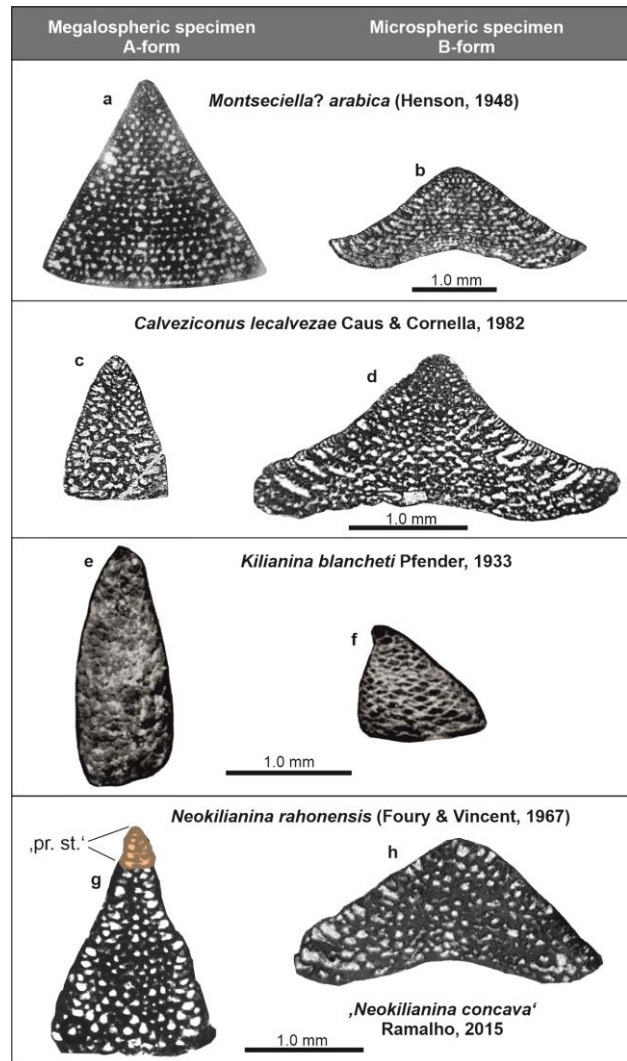 Megalospheric specimen
A-form
Microspheric specimen
B-form
a
Montseciella? arabica (Henson, 1948)
b
1.0 mm
Calveziconus lecalvezae Caus & Cornella, 1982
c
d
1.0 mm
e
Kilianina blancheti Pfender, 1933
f
1.0 mm
Neokilianina rahonensis (Foury & Vincent, 1967)
‚pr. st.‘
g
h
‚Neokilianina concava‘
Ramalho, 2015
1.0 mm